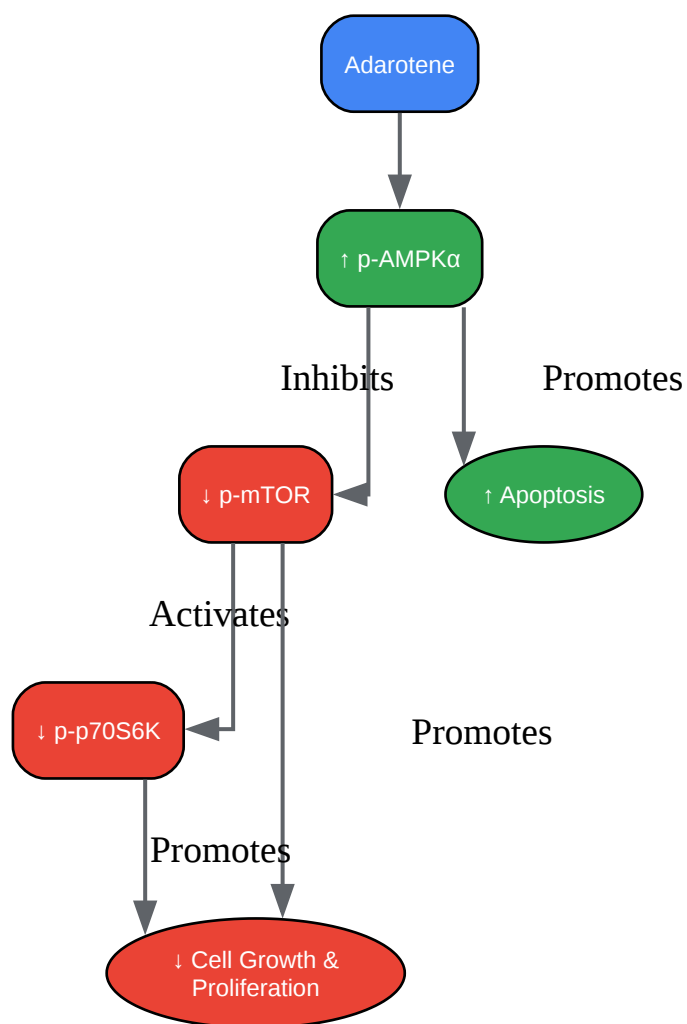 Adarotene
↑ p-AMPKα
Inhibits
Promotes
↓ p-mTOR
↑ Apoptosis
Activates
↓ p-p70S6K
Promotes
Promotes
↓ Cell Growth &
Proliferation